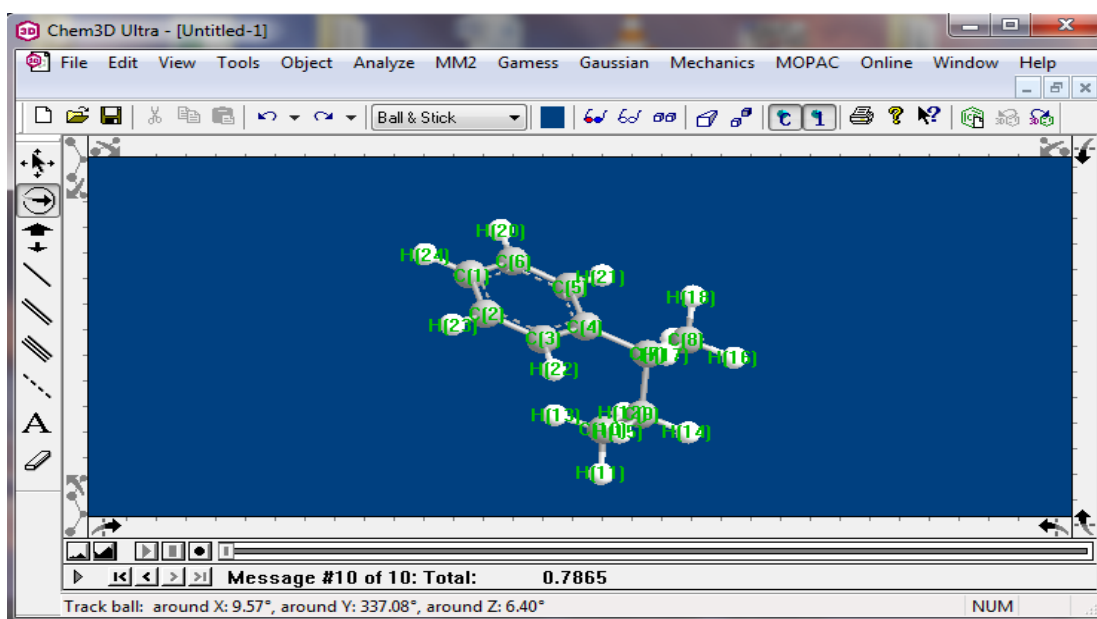 Chem3D Ultra - [Untitled-1]
File Edit View Tools Object Analyze MM2 Gamess Gaussian Mechanics MOPAC Online Window Help
Ball & Stick
A
H(20)
H(24) C(6)
C(1) H(21)
C(5)
H(18)
H(23) C(2) C(4)
C(3) C(8)
H(16)
H(22)
H(13)
H(14)
H(11)
Message #10 of 10: Total: 0.7865
Track ball: around X: 9.57°, around Y: 337.08°, around Z: 6.40° NUM